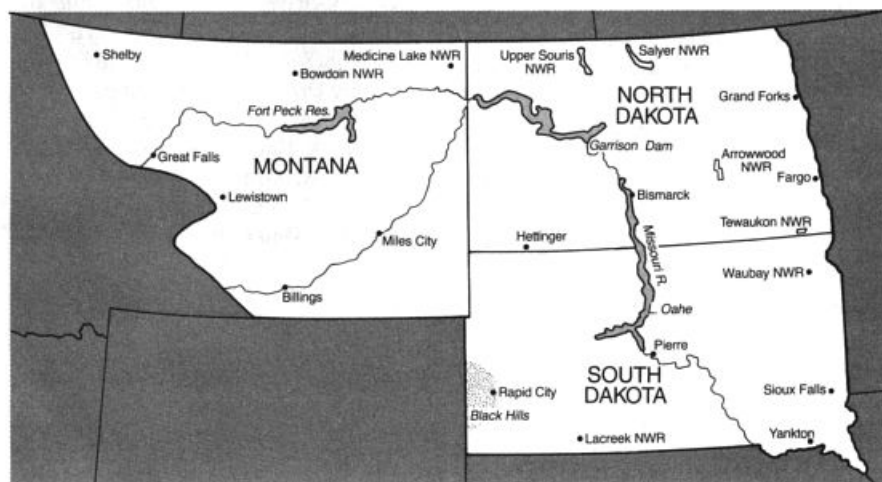 Shelby
Medicine Lake NWR
Bowdoin NWR
Fort Peck Res.
Great Falls
MONTANA
Lewistown
Miles City
Billings
Upper Souris
NWR
Salyer NWR
NORTH
DAKOTA
Grand Forks
Garrison Dam
Arrowwood
NWR
Fargo
Bismarck
Tewaukon NWR
Hettinger
Missouri R.
Waubay NWR
Oahe
Pierre
SOUTH
DAKOTA
Rapid City
Black Hills
Sioux Falls
Lacreek NWR
Yankton